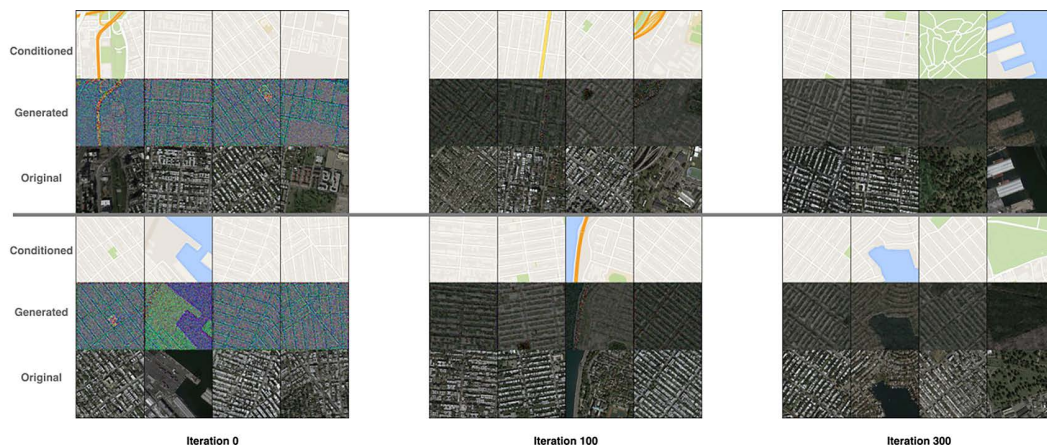 Conditioned
Generated
Original
Conditioned
Generated
Original
Iteration 0
Iteration 100
Iteration 300